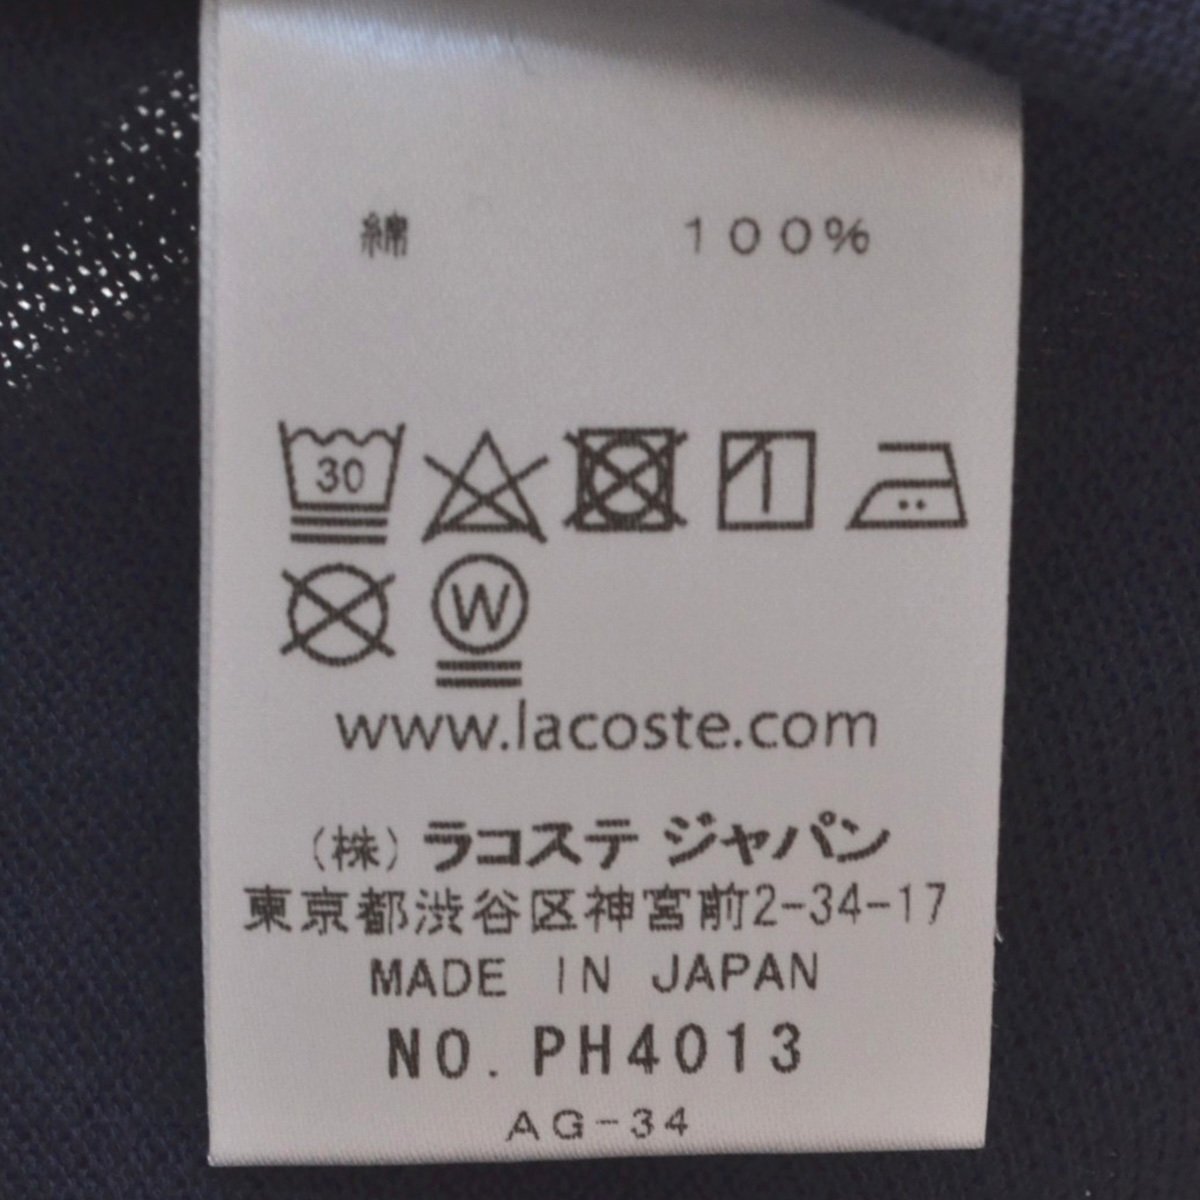 綿 100%
30
W
www.lacoste.com
(株) ラコステ ジャパン
東京都渋谷区神宮前2-34-17
MADE IN JAPAN
NO. PH4013
AG-34